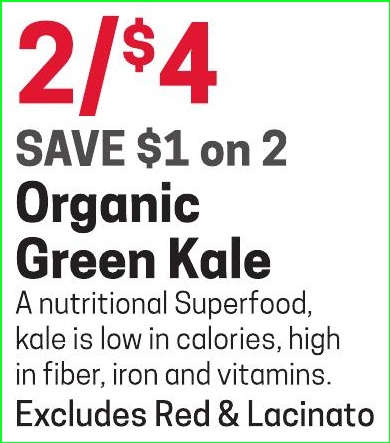 2/$4
SAVE $1 on 2
Organic
Green Kale
A nutritional Superfood,
kale is low in calories, high
in fiber, iron and vitamins.
Excludes Red & Lacinato